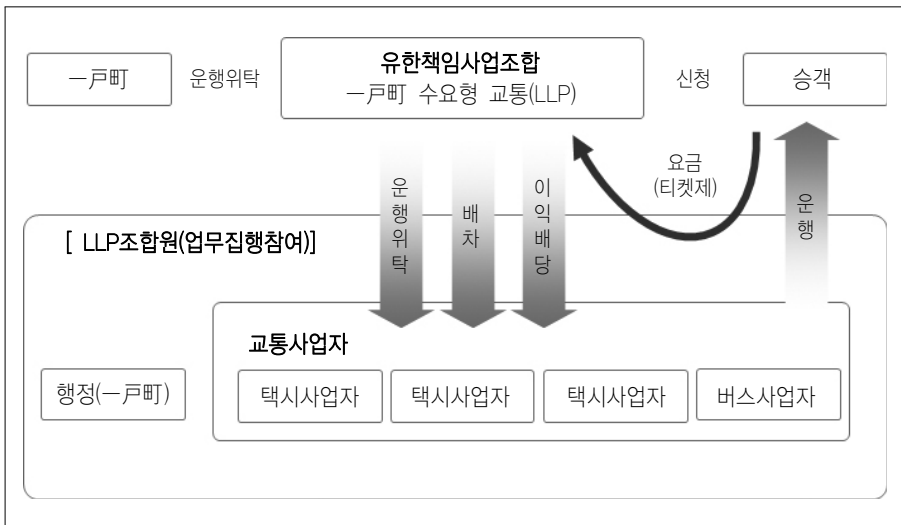 一戸町
운행위탁
유한책임사업조합
一戸町 수요형 교통(LLP)
신청
승객
요금
(티켓제)
운행위탁
배차
이익배당
운행
[ LLP조합원(업무집행참여)]
교통사업자
행정(一戸町)
택시사업자
택시사업자
택시사업자
버스사업자